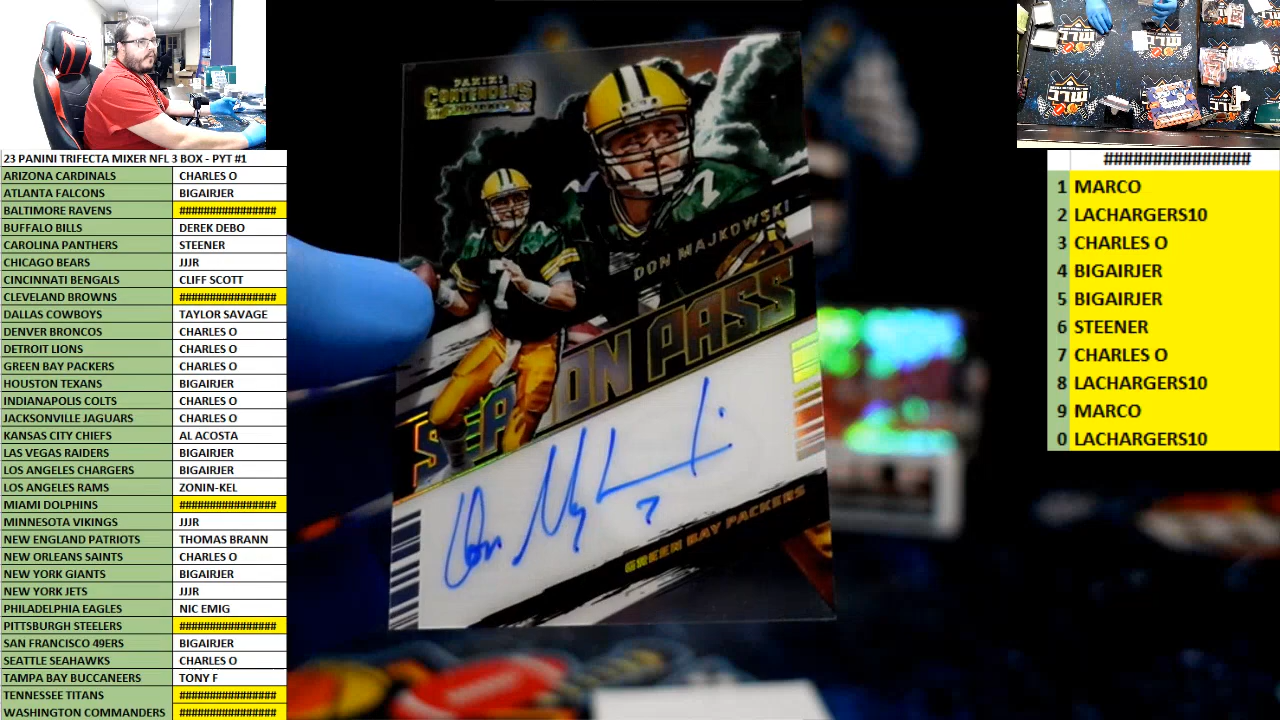 23 PANINI TRIFECTA MIXER NFL 3 BOX - PYT #1
ARIZONA CARDINALS CHARLES O
ATLANTA FALCONS BIGAIRJER
BALTIMORE RAVENS ################
BUFFALO BILLS DEREK DEBO
CAROLINA PANTHERS STEENER
CHICAGO BEARS JJJR
CINCINNATI BENGALS CLIFF SCOTT
CLEVELAND BROWNS ################
DALLAS COWBOYS TAYLOR SAVAGE
DENVER BRONCOS CHARLES O
DETROIT LIONS CHARLES O
GREEN BAY PACKERS CHARLES O
HOUSTON TEXANS BIGAIRJER
INDIANAPOLIS COLTS CHARLES O
JACKSONVILLE JAGUARS CHARLES O
KANSAS CITY CHIEFS AL ACOSTA
LAS VEGAS RAIDERS BIGAIRJER
LOS ANGELES CHARGERS BIGAIRJER
LOS ANGELES RAMS ZONIN-KEL
MIAMI DOLPHINS ################
MINNESOTA VIKINGS JJJR
NEW ENGLAND PATRIOTS THOMAS BRANN
NEW ORLEANS SAINTS CHARLES O
NEW YORK GIANTS BIGAIRJER
NEW YORK JETS JJJR
PHILADELPHIA EAGLES NIC EMIG
PITTSBURGH STEELERS ################
SAN FRANCISCO 49ERS BIGAIRJER
SEATTLE SEAHAWKS CHARLES O
TAMPA BAY BUCCANEERS TONY F
TENNESSEE TITANS ################
WASHINGTON COMMANDERS ################
PANINI
CONTENDERS
7
7
DON MAJKOWSKI
SEASON PASS
Don Majkowski
7
GREEN BAY PACKERS
################
1 MARCO
2 LACHARGERS10
3 CHARLES O
4 BIGAIRJER
5 BIGAIRJER
6 STEENER
7 CHARLES O
8 LACHARGERS10
9 MARCO
0 LACHARGERS10